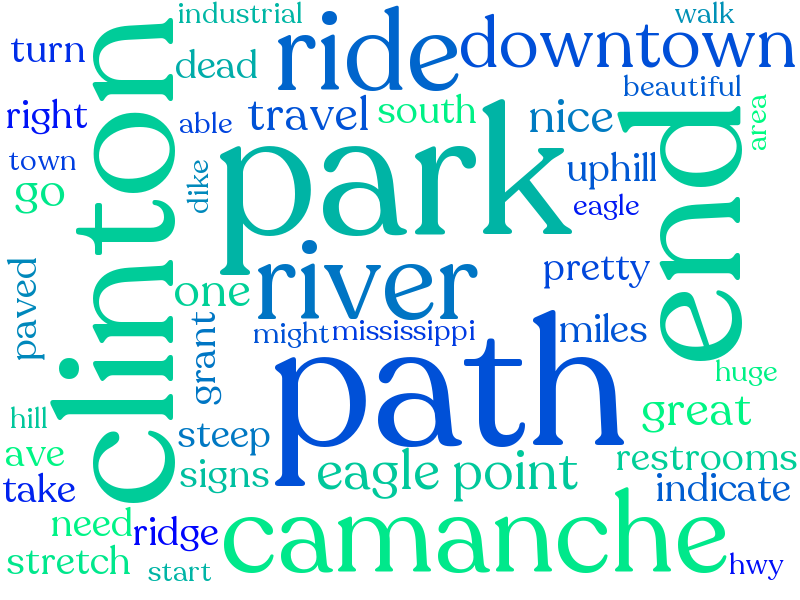 industrial
walk
turn
ride
downtown
dead
beautiful
right
clinton
able
travel
south
nice
end
area
town
park
uphill
go
dike
eagle
paved
one
river
pretty
grant
might
mississippi
miles
path
huge
hill
great
ave
steep
signs
eagle point
restrooms
take
indicate
need
ridge
camanche
stretch
start
hwy